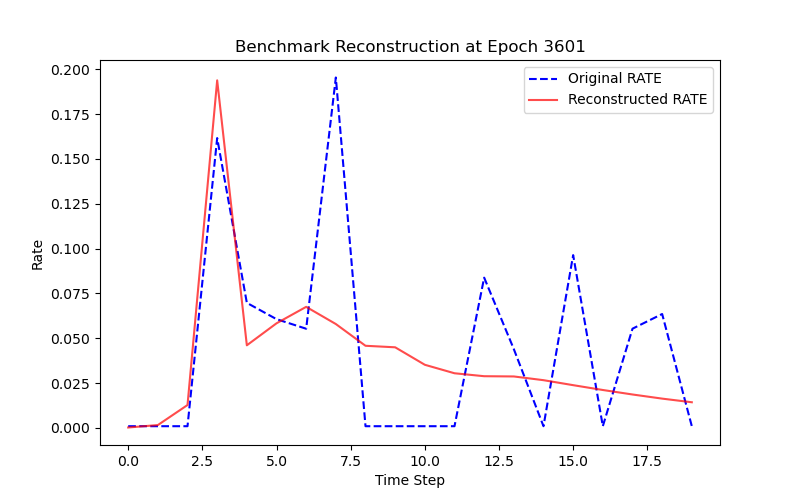 Benchmark Reconstruction at Epoch 3601
Original RATE
Reconstructed RATE
Rate
0.200
0.175
0.150
0.125
0.100
0.075
0.050
0.025
0.000
0.0 2.5 5.0 7.5 10.0 12.5 15.0 17.5
Time Step